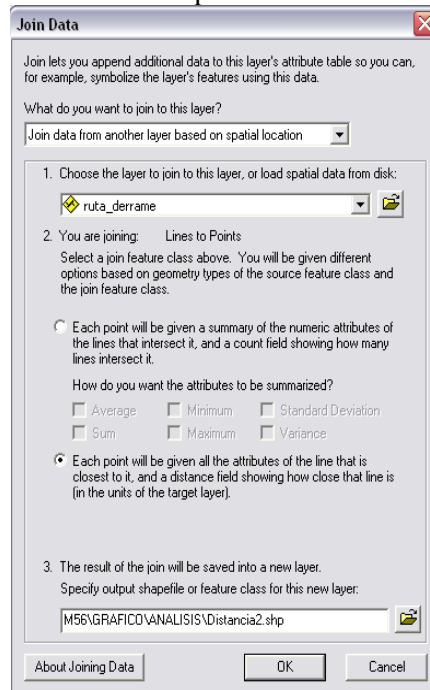 Join Data
Join lets you append additional data to this layer's attribute table so you can,
for example, symbolize the layer's features using this data.
What do you want to join to this layer?
Join data from another layer based on spatial location
1. Choose the layer to join to this layer, or load spatial data from disk:
ruta_derrame
2. You are joining: Lines to Points
Select a join feature class above. You will be given different
options based on geometry types of the source feature class and
the join feature class.
Each point will be given a summary of the numeric attributes of
the lines that intersect it, and a count field showing how many
lines intersect it.
How do you want the attributes to be summarized?
Average Minimum Standard Deviation
Sum Maximum Variance
Each point will be given all the attributes of the line that is
closest to it, and a distance field showing how close that line is
(in the units of the target layer).
3. The result of the join will be saved into a new layer.
Specify output shapefile or feature class for this new layer:
M56\GRAFICO\ANALISIS\Distancia2.shp
About Joining Data OK Cancel